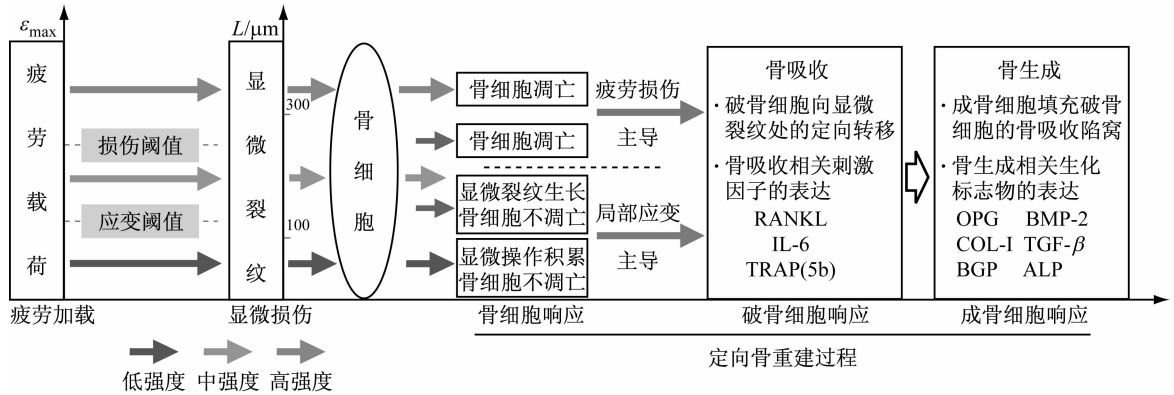 ε_max
疲劳载荷
损伤阈值
应变阈值
疲劳加载
L/μm
显微裂纹
300
100
显微损伤
骨细胞
骨细胞凋亡
骨细胞凋亡
显微裂纹生长
骨细胞不凋亡
显微操作积累
骨细胞不凋亡
骨细胞响应
疲劳损伤
主导
局部应变
主导
骨吸收
·破骨细胞向显微
裂纹处的定向转移
·骨吸收相关刺激
因子的表达
RANKL
IL-6
TRAP(5b)
破骨细胞响应
骨生成
·成骨细胞填充破骨
细胞的骨吸收陷窝
·骨生成相关生化
标志物的表达
OPG BMP-2
COL-I TGF-β
BGP ALP
成骨细胞响应
定向骨重建过程
低强度 中强度 高强度